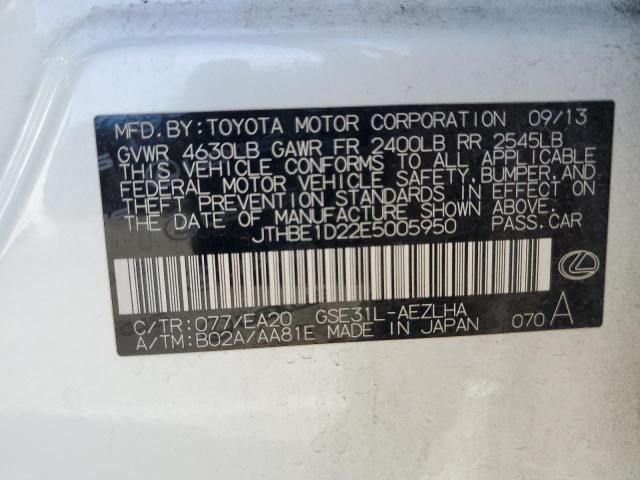 MFD.BY:TOYOTA MOTOR CORPORATION 09/13
GVWR 4630LB GAWR FR 2400LB RR 2545LB
THIS VEHICLE CONFORMS TO ALL APPLICABLE
FEDERAL MOTOR VEHICLE SAFETY,BUMPER,AND
THEFT PREVENTION STANDARDS IN EFFECT ON
THE DATE OF MANUFACTURE SHOWN ABOVE.
JTHBE1D22E5005950 PASS.CAR
C/TR:077/EA20 GSE31L-AEZLHA
A/TM:B02A/AA81E MADE IN JAPAN 070 A